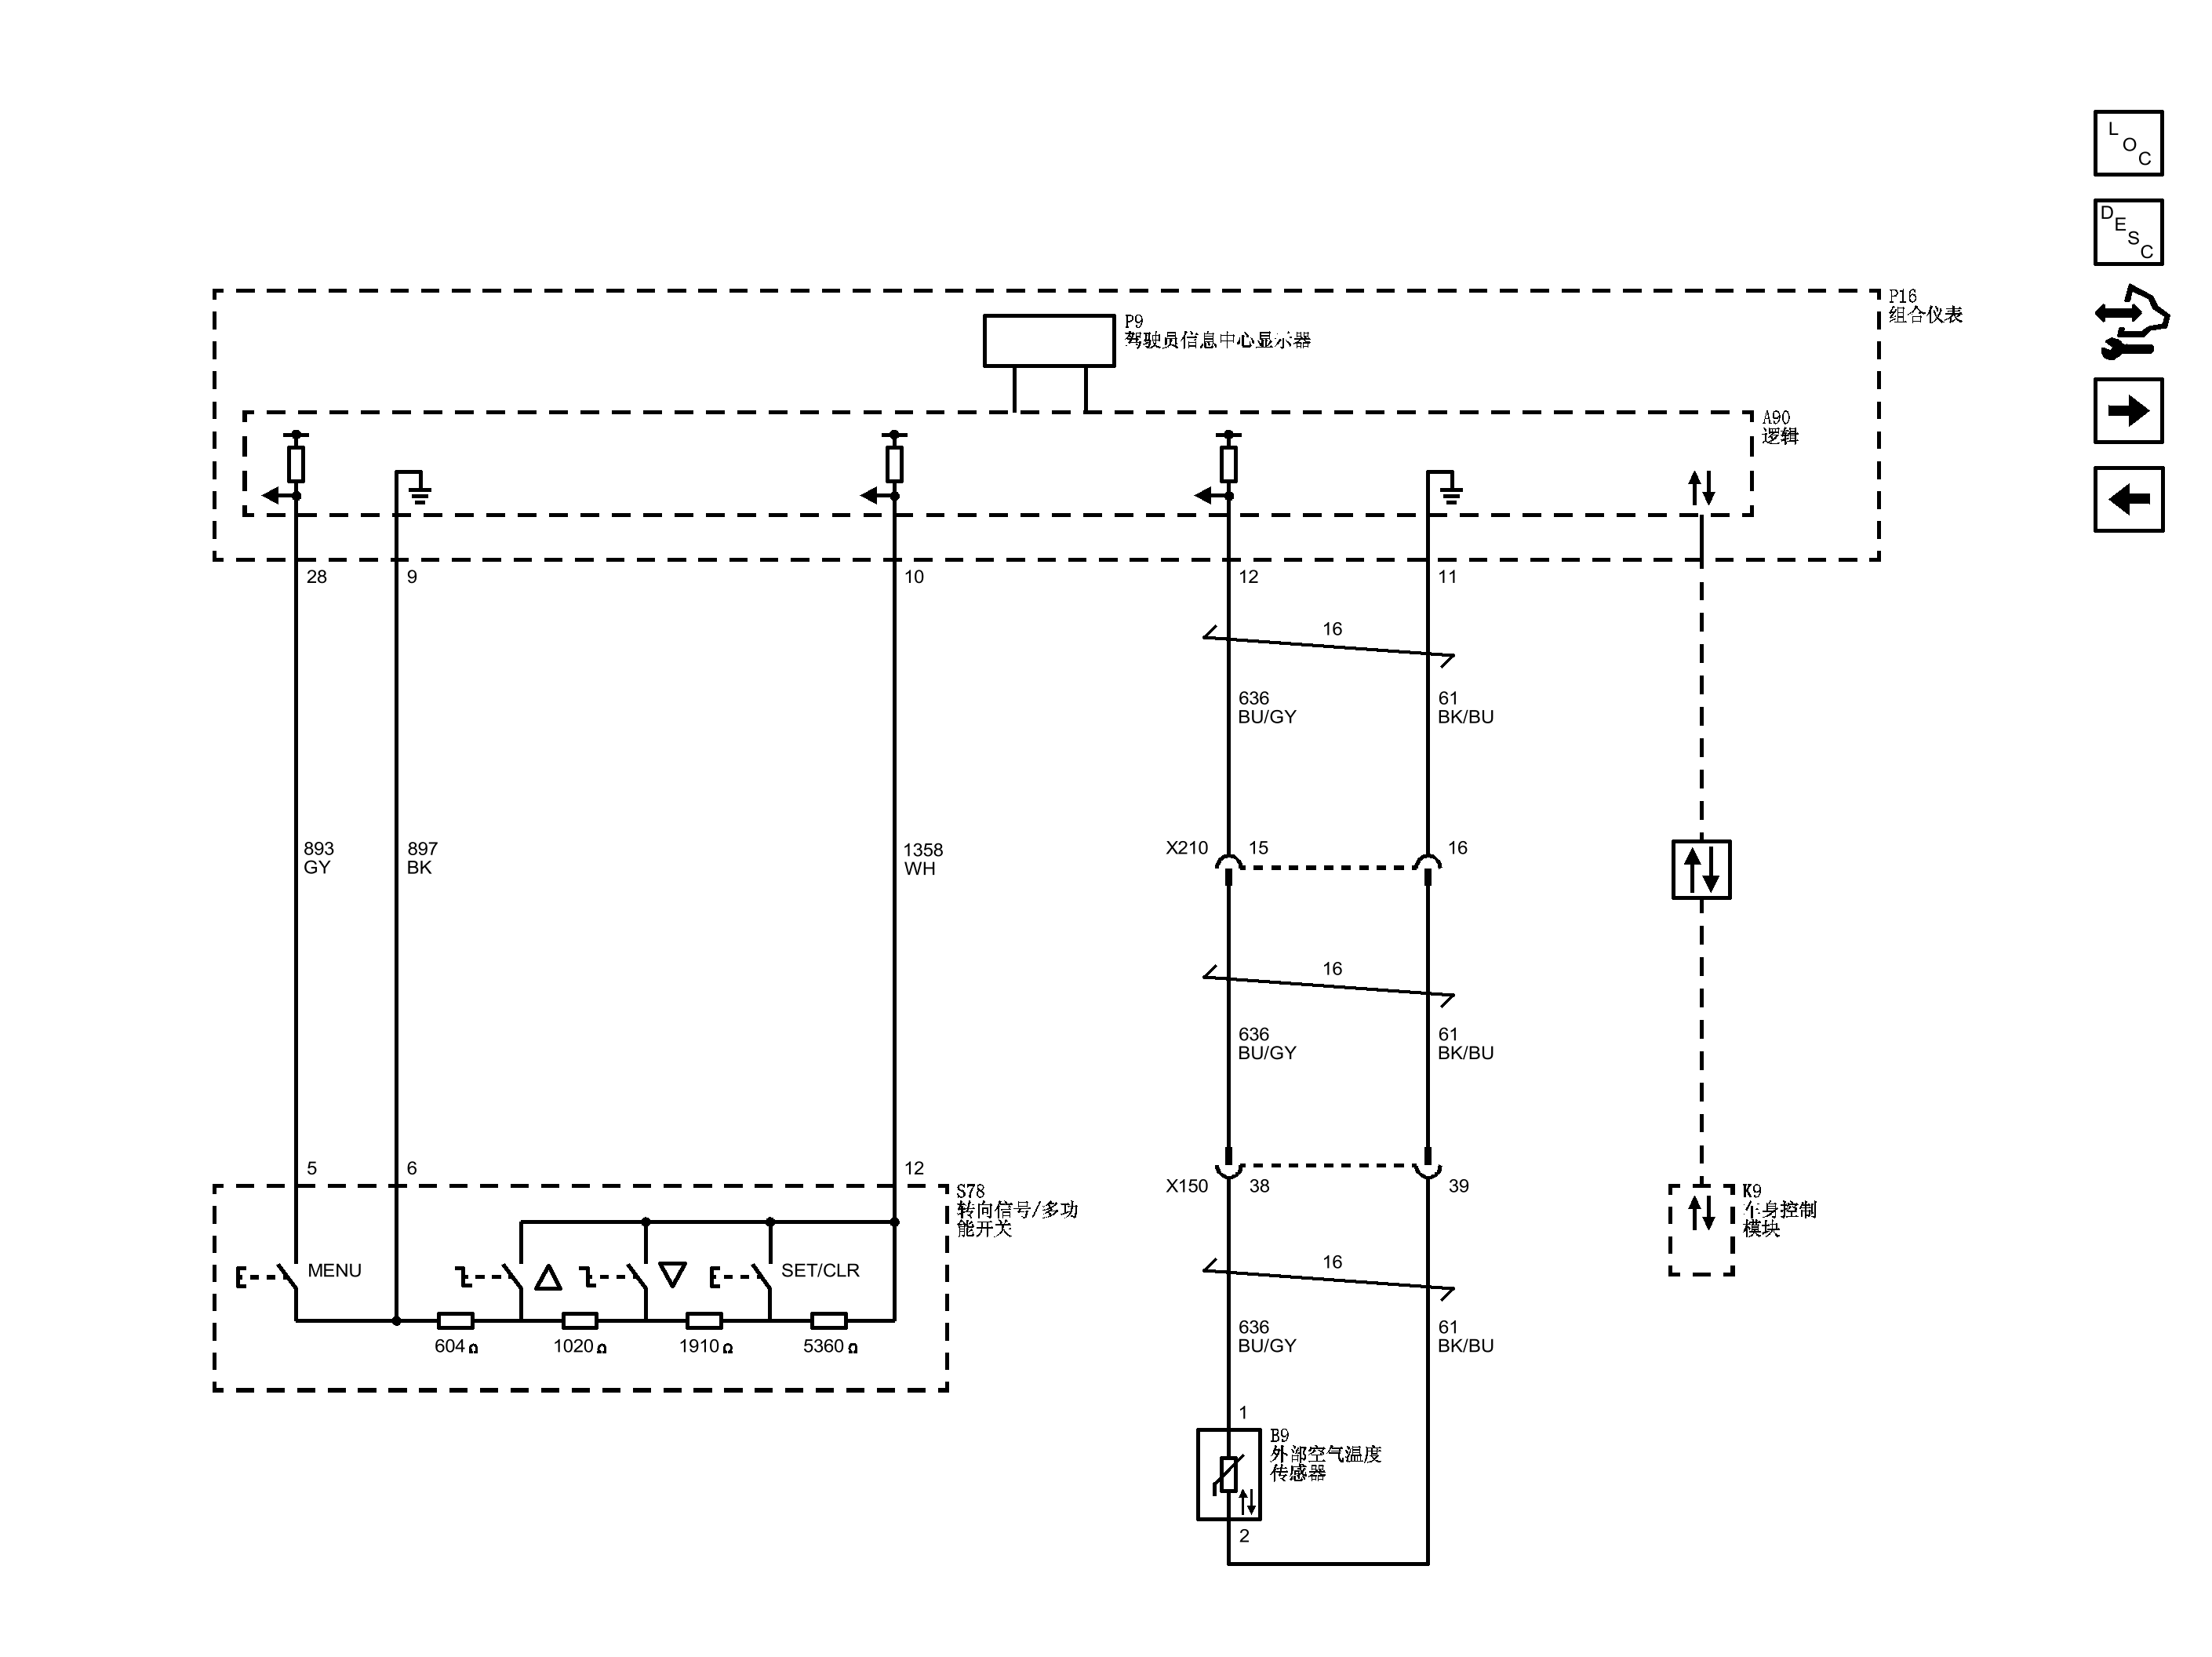 L
O
C
D
E
S
C
P16
组合仪表
P9
驾驶员信息中心显示器
A90
逻辑
28
9
10
12
11
16
636
BU/GY
61
BK/BU
893
GY
897
BK
1358
WH
X210
15
16
16
636
BU/GY
61
BK/BU
5
6
12
X150
38
39
S78
转向信号/多功
能开关
K9
车身控制
模块
MENU
SET/CLR
16
604Ω
1020Ω
1910Ω
5360Ω
636
BU/GY
61
BK/BU
1
B9
外部空气温度
传感器
2